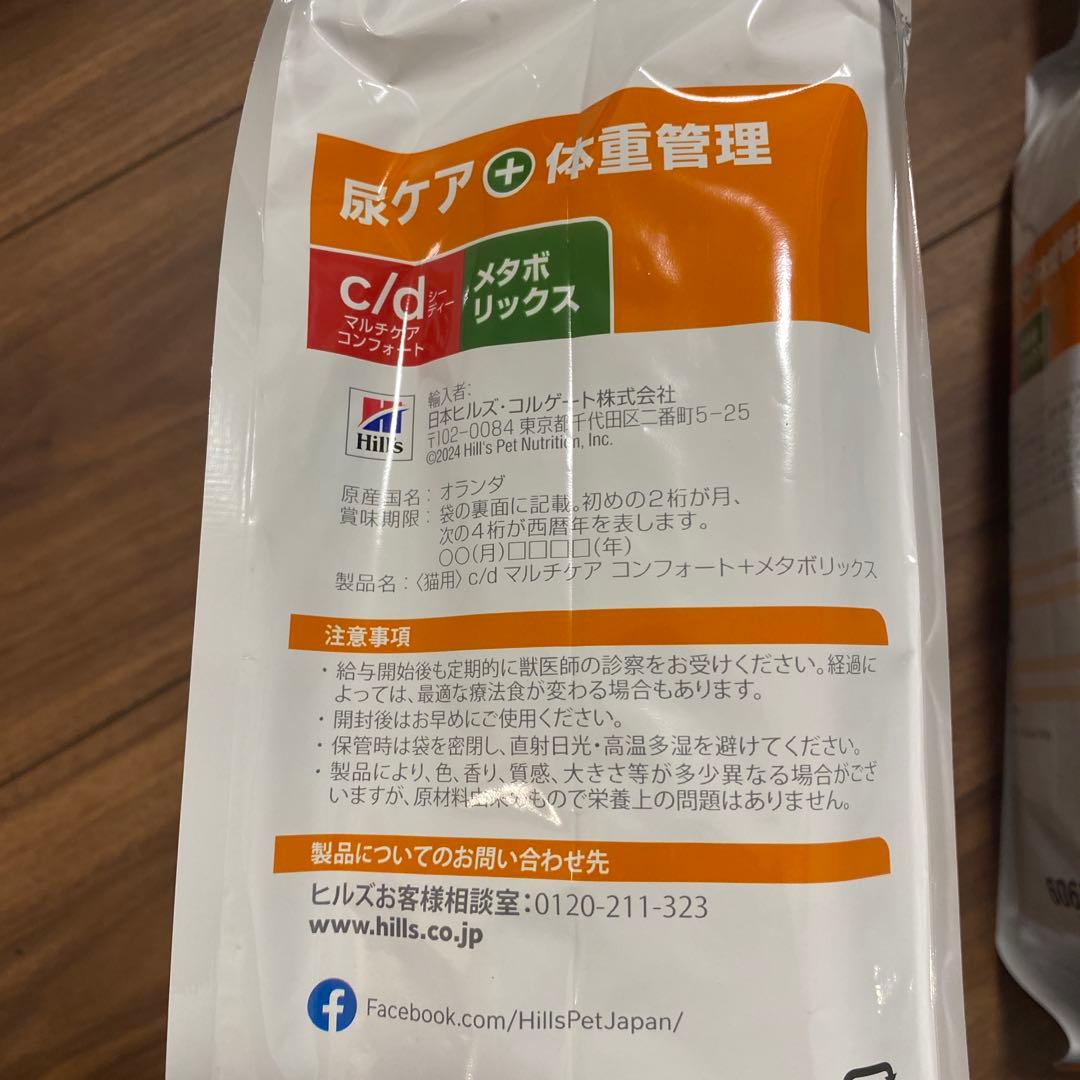 尿ケア+体重管理
c/d
シー
ディー
マルチケア
コンフォート
メタボ
リックス
Hill's
輸入者:
日本ヒルズ・コルゲート株式会社
〒102-0084 東京都千代田区二番町5-25
©2024 Hill's Pet Nutrition, Inc.
原産国名:オランダ
賞味期限:袋の裏面に記載。初めの2桁が月、
次の4桁が西暦年を表します。
○○(月)□□□□(年)
製品名:〈猫用〉c/d マルチケア コンフォート+メタボリックス
注意事項
・給与開始後も定期的に獣医師の診察をお受けください。経過に
よっては、最適な療法食が変わる場合もあります。
・開封後はお早めにご使用ください。
・保管時は袋を密閉し、直射日光・高温多湿を避けてください。
・製品により、色、香り、質感、大きさ等が多少異なる場合がござ
いますが、原材料由来のもので栄養上の問題はありません。
製品についてのお問い合わせ先
ヒルズお客様相談室:0120-211-323
www.hills.co.jp
Facebook.com/HillsPetJapan/